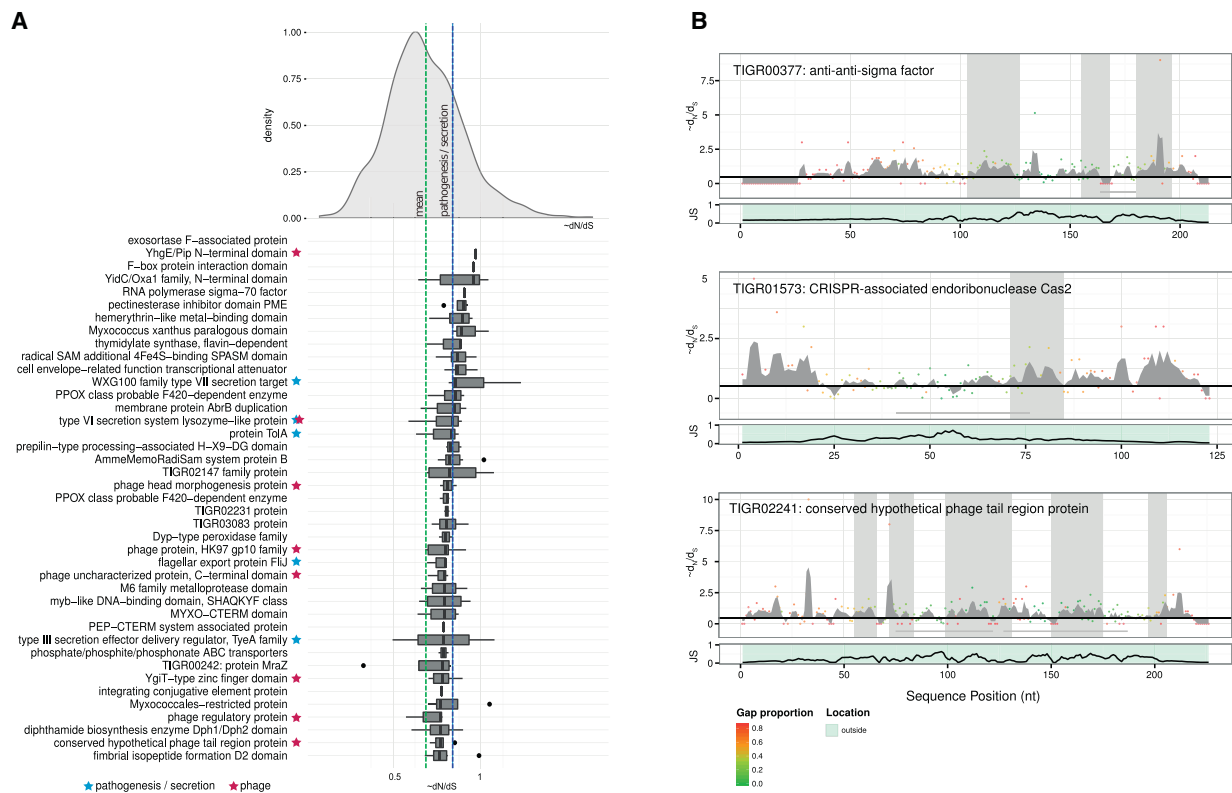 A
1.00
0.75
0.50
0.25
0.00
density
mean
pathogenesis / secretion
~dN/dS
exosortase F−associated protein
YhgE/Pip N−terminal domain
F−box protein interaction domain
YidC/Oxa1 family, N−terminal domain
RNA polymerase sigma−70 factor
pectinesterase inhibitor domain PME
hemerythrin−like metal−binding domain
Myxococcus xanthus paralogous domain
thymidylate synthase, flavin−dependent
radical SAM additional 4Fe4S−binding SPASM domain
cell envelope−related function transcriptional attenuator
WXG100 family type VII secretion target
PPOX class probable F420−dependent enzyme
membrane protein AbrB duplication
type VI secretion system lysozyme−like protein
protein TolA
prepilin−type processing−associated H−X9−DG domain
AmmeMemoRadiSam system protein B
TIGR02147 family protein
phage head morphogenesis protein
PPOX class probable F420−dependent enzyme
TIGR02231 protein
TIGR03083 protein
Dyp−type peroxidase family
phage protein, HK97 gp10 family
flagellar export protein FliJ
phage uncharacterized protein, C−terminal domain
M6 family metalloprotease domain
myb−like DNA−binding domain, SHAQKYF class
MYXO−CTERM domain
PEP−CTERM system associated protein
type III secretion effector delivery regulator, TyeA family
phosphate/phosphite/phosphonate ABC transporters
TIGR00242: protein MraZ
YgiT−type zinc finger domain
integrating conjugative element protein
Myxococcales−restricted protein
phage regulatory protein
diphthamide biosynthesis enzyme Dph1/Dph2 domain
conserved hypothetical phage tail region protein
fimbrial isopeptide formation D2 domain
0.5 1
~dN/dS
pathogenesis / secretion phage
B
TIGR00377: anti-anti-sigma factor
7.5
5
2.5
0
~dN/dS
1
0
JS
0 50 100 150 200
TIGR01573: CRISPR-associated endoribonuclease Cas2
5
2.5
0
~dN/dS
1
0
JS
0 25 50 75 100 125
TIGR02241: conserved hypothetical phage tail region protein
10
7.5
5
2.5
0
~dN/dS
1
0
JS
0 50 100 150 200
Sequence Position (nt)
Gap proportion
0.8
0.6
0.4
0.2
0.0
Location
outside